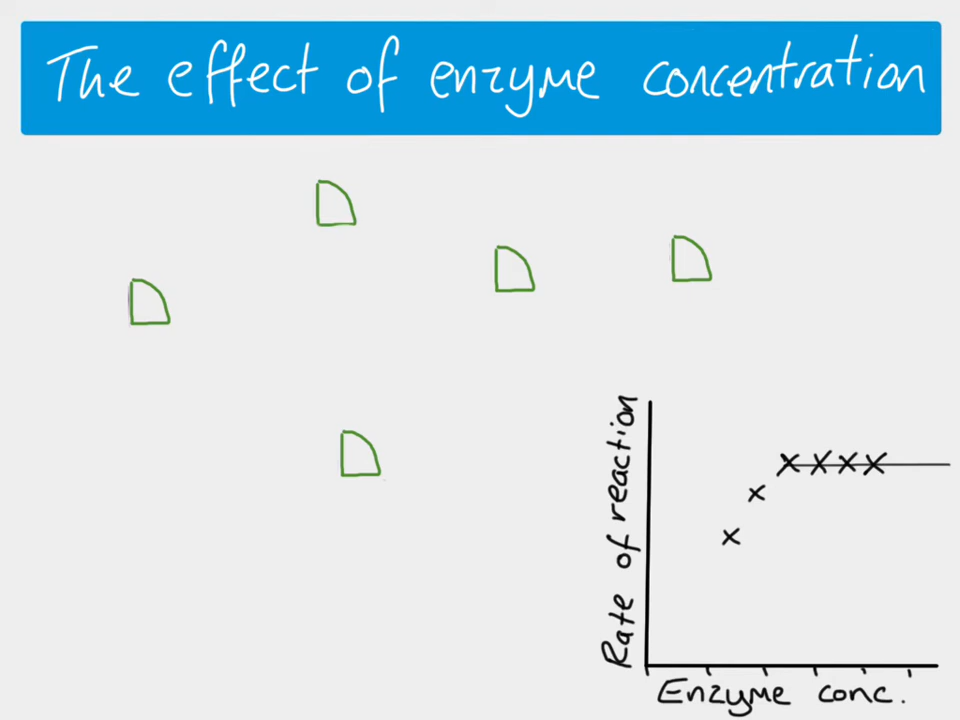 The effect of enzyme concentration
Rate of reaction
Enzyme conc.